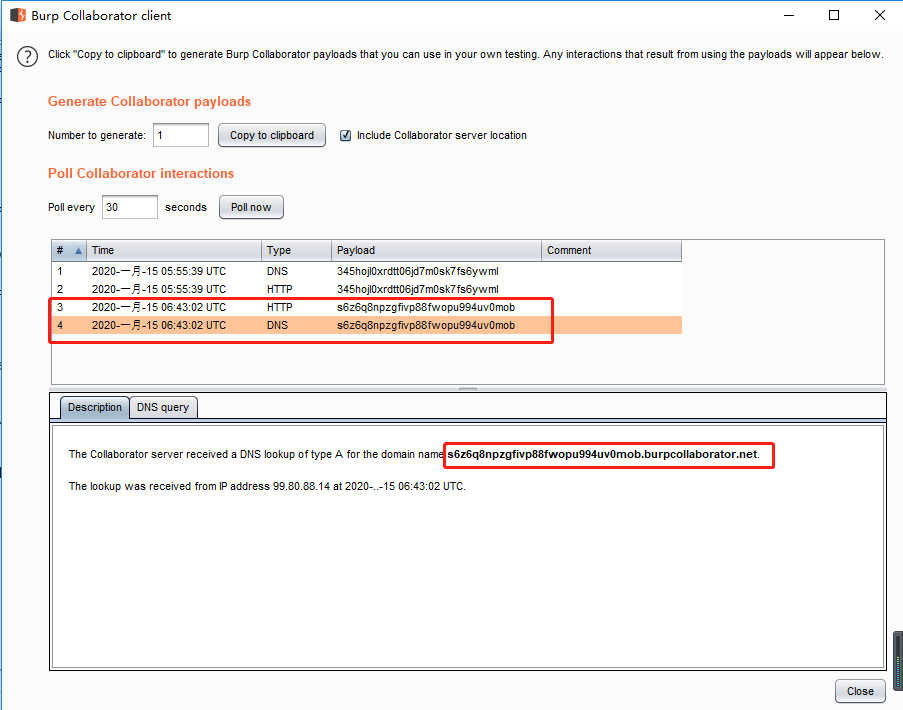 Burp Collaborator client
Click "Copy to clipboard" to generate Burp Collaborator payloads that you can use in your own testing. Any interactions that result from using the payloads will appear below.
Generate Collaborator payloads
Number to generate: 1 Copy to clipboard Include Collaborator server location
Poll Collaborator interactions
Poll every 30 seconds Poll now
# Time Type Payload Comment
1 2020-一月-15 05:55:39 UTC DNS 345hojl0xrdtt06jd7m0sk7fs6ywml
2 2020-一月-15 05:55:39 UTC HTTP 345hojl0xrdtt06jd7m0sk7fs6ywml
3 2020-一月-15 06:43:02 UTC HTTP s6z6q8npzgfivp88fwopu994uv0mob
4 2020-一月-15 06:43:02 UTC DNS s6z6q8npzgfivp88fwopu994uv0mob
Description DNS query
The Collaborator server received a DNS lookup of type A for the domain name s6z6q8npzgfivp88fwopu994uv0mob.burpcollaborator.net.
The lookup was received from IP address 99.80.88.14 at 2020-..-15 06:43:02 UTC.
Close